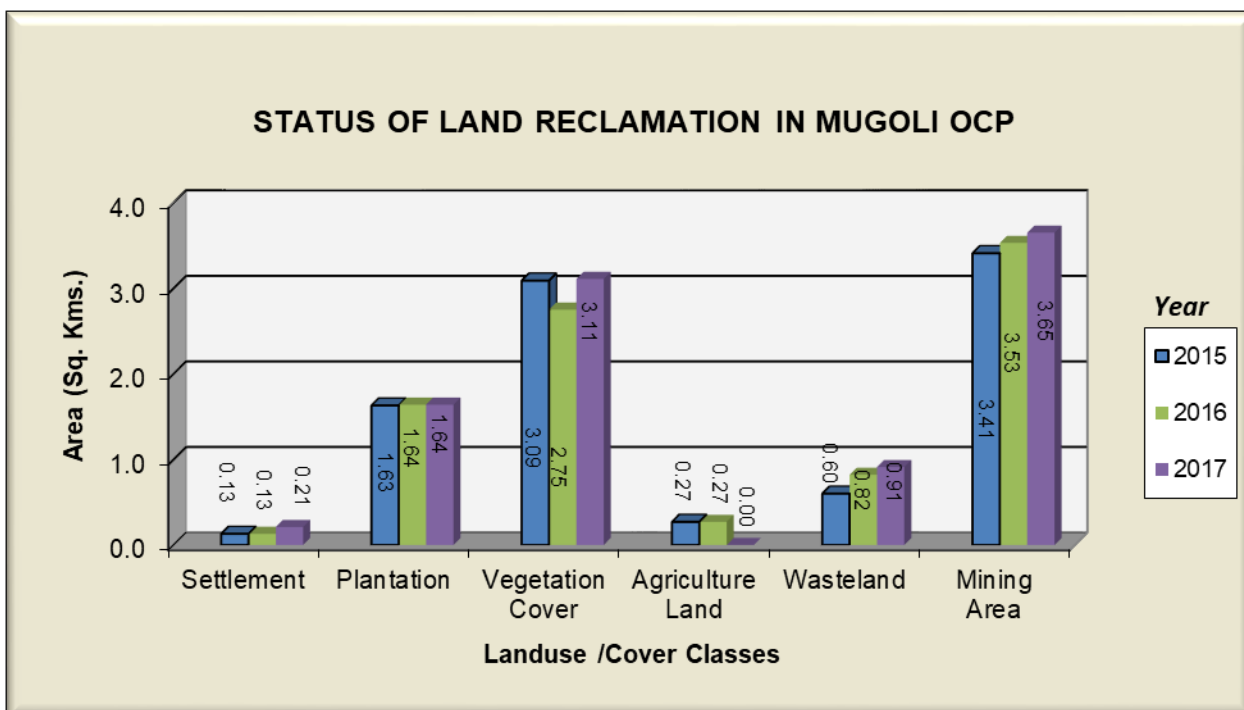 STATUS OF LAND RECLAMATION IN MUGOLI OCP
Area (Sq. Kms.)
4.0
3.0
2.0
1.0
0.0
0.13
0.13
0.21
1.63
1.64
1.64
3.09
2.75
3.11
0.27
0.27
0.00
0.60
0.82
0.91
3.41
3.53
3.65
Settlement
Plantation
Vegetation
Cover
Agriculture
Land
Wasteland
Mining
Area
Landuse /Cover Classes
Year
2015
2016
2017